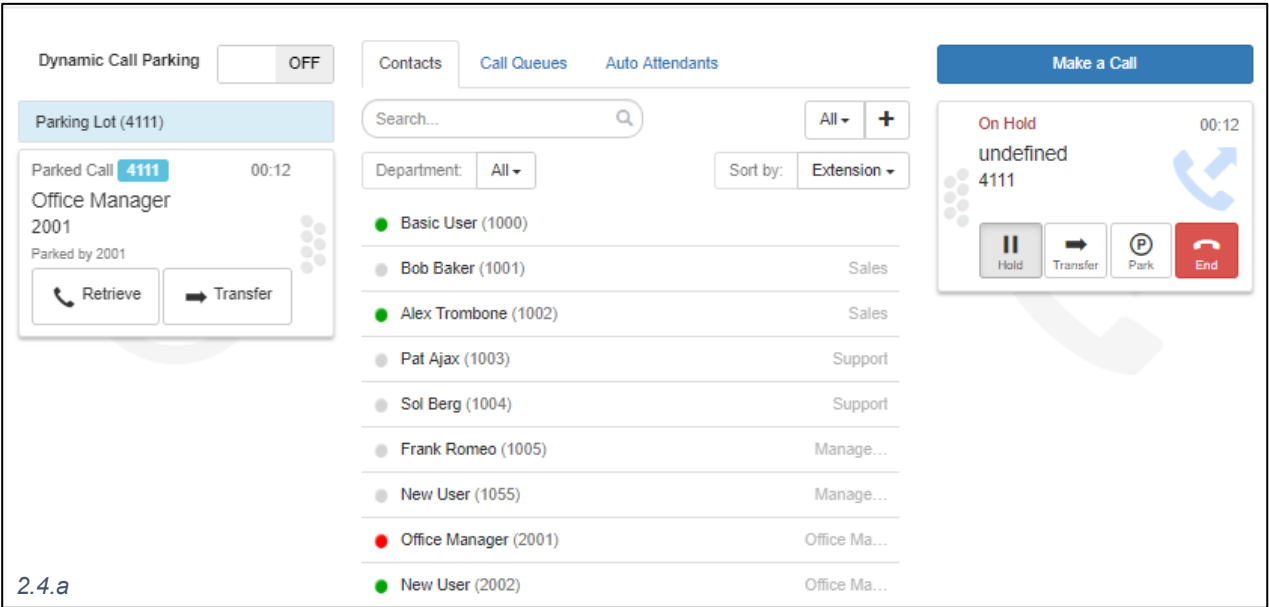 Dynamic Call Parking OFF
Parking Lot (4111)
Parked Call 4111 00:12
Office Manager
2001
Parked by 2001
Retrieve Transfer
Contacts Call Queues Auto Attendants
Search... All +
Department: All Sort by: Extension
Basic User (1000)
Bob Baker (1001) Sales
Alex Trombone (1002) Sales
Pat Ajax (1003) Support
Sol Berg (1004) Support
Frank Romeo (1005) Manage...
New User (1055) Manage...
Office Manager (2001) Office Ma...
New User (2002) Office Ma...
Make a Call
On Hold 00:12
undefined
4111
P
Hold Transfer Park End
2.4.a